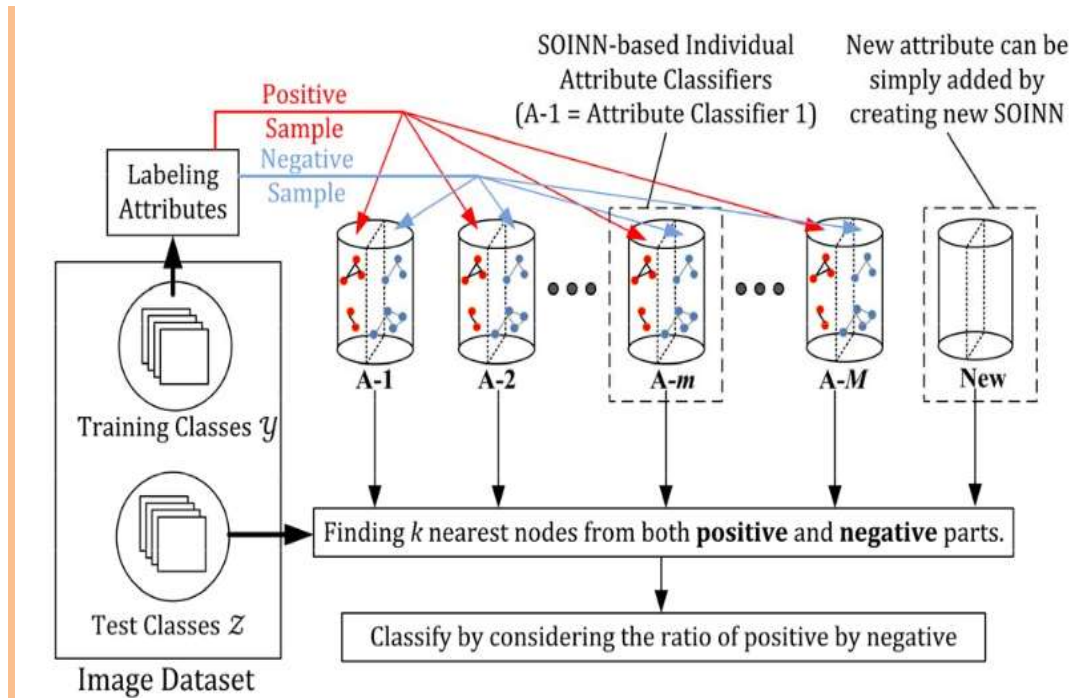 SOINN-based Individual
Attribute Classifiers
(A-1 = Attribute Classifier 1)
New attribute can be
simply added by
creating new SOINN
Positive
Sample
Negative
Sample
Labeling
Attributes
A-1
A-2
A-m
A-M
New
Training Classes 𝒴
Finding k nearest nodes from both positive and negative parts.
Test Classes 𝒵
Classify by considering the ratio of positive by negative
Image Dataset